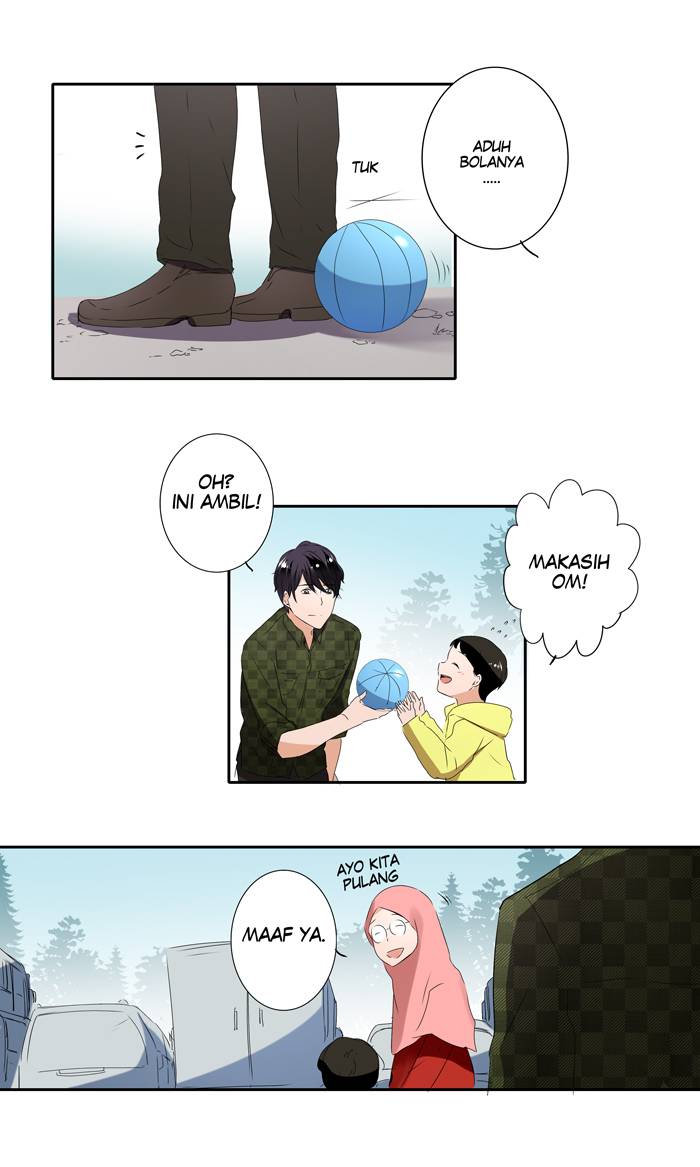 ADUH
BOLANYA
.....
TUK
OH?
INI AMBIL!
MAKASIH
OM!
AYO KITA
PULANG
MAAF YA.